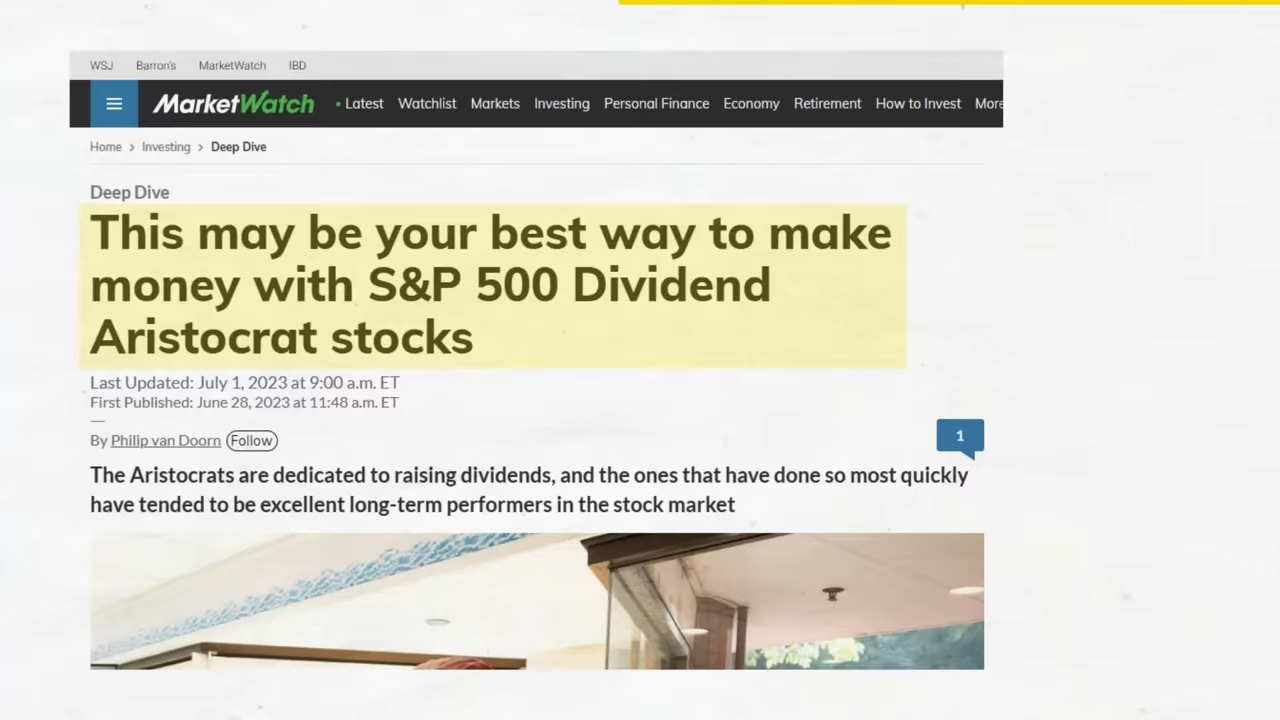 WSJ Barron's MarketWatch IBD
MarketWatch • Latest Watchlist Markets Investing Personal Finance Economy Retirement How to Invest More
Home > Investing > Deep Dive
Deep Dive
This may be your best way to make
money with S&P 500 Dividend
Aristocrat stocks
Last Updated: July 1, 2023 at 9:00 a.m. ET
First Published: June 28, 2023 at 11:48 a.m. ET
—
By Philip van Doorn Follow
1
The Aristocrats are dedicated to raising dividends, and the ones that have done so most quickly
have tended to be excellent long-term performers in the stock market